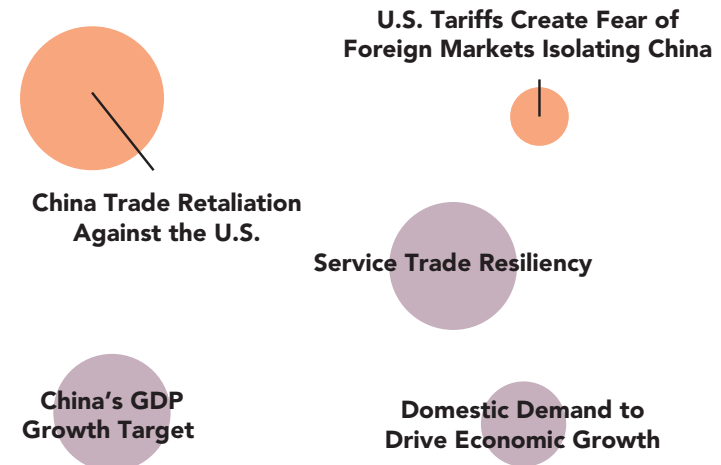 U.S. Tariffs Create Fear of
Foreign Markets Isolating China
China Trade Retaliation
Against the U.S.
Service Trade Resiliency
China’s GDP
Growth Target
Domestic Demand to
Drive Economic Growth